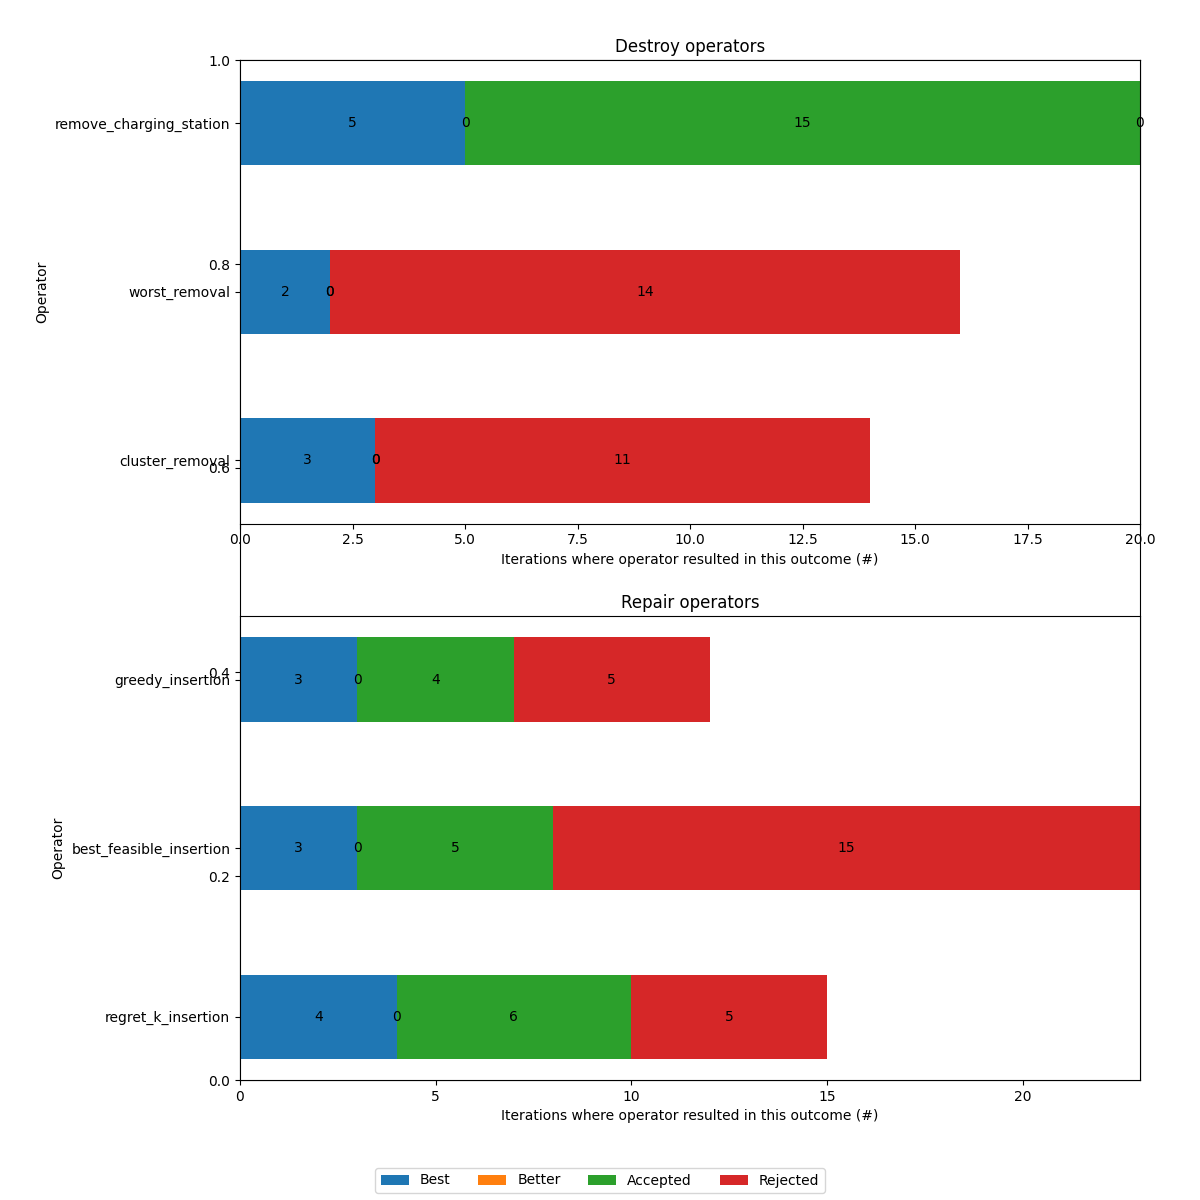 Destroy operators
1.0
remove_charging_station 5 0 15 0
0.8
worst_removal 2 0 0 14
Operator
cluster_removal 3 0 0 11
0.6
0.0 2.5 5.0 7.5 10.0 12.5 15.0 17.5 20.0
Iterations where operator resulted in this outcome (#)
Repair operators
0.4
greedy_insertion 3 0 4 5
best_feasible_insertion 3 0 5 15
Operator
0.2
regret_k_insertion 4 0 6 5
0.0
0 5 10 15 20
Iterations where operator resulted in this outcome (#)
Best Better Accepted Rejected